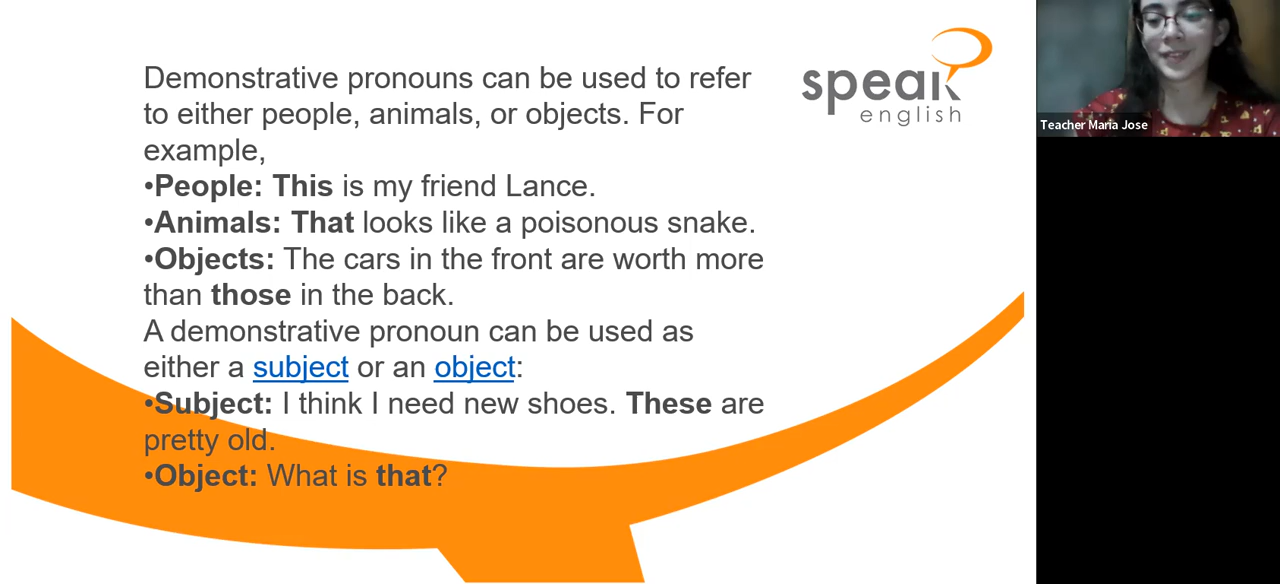 Demonstrative pronouns can be used to refer
to either people, animals, or objects. For
example,
•People: This is my friend Lance.
•Animals: That looks like a poisonous snake.
•Objects: The cars in the front are worth more
than those in the back.
A demonstrative pronoun can be used as
either a subject or an object:
•Subject: I think I need new shoes. These are
pretty old.
•Object: What is that?
speak
english
Teacher Maria Jose